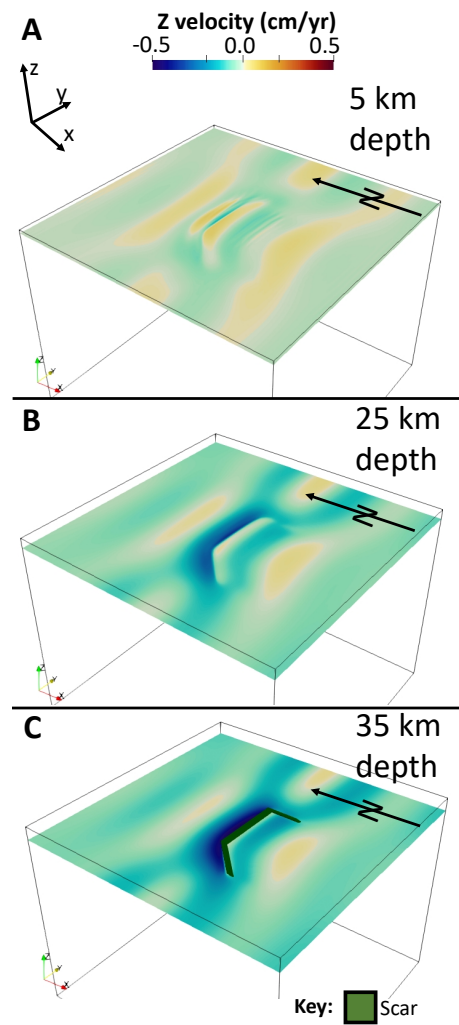 A
Z velocity (cm/yr)
-0.5 0.0 0.5
z
y
x
5 km
depth
N
Z
Y
X
B
25 km
depth
N
Z
Y
X
C
35 km
depth
N
Z
Y
X
Key: Scar